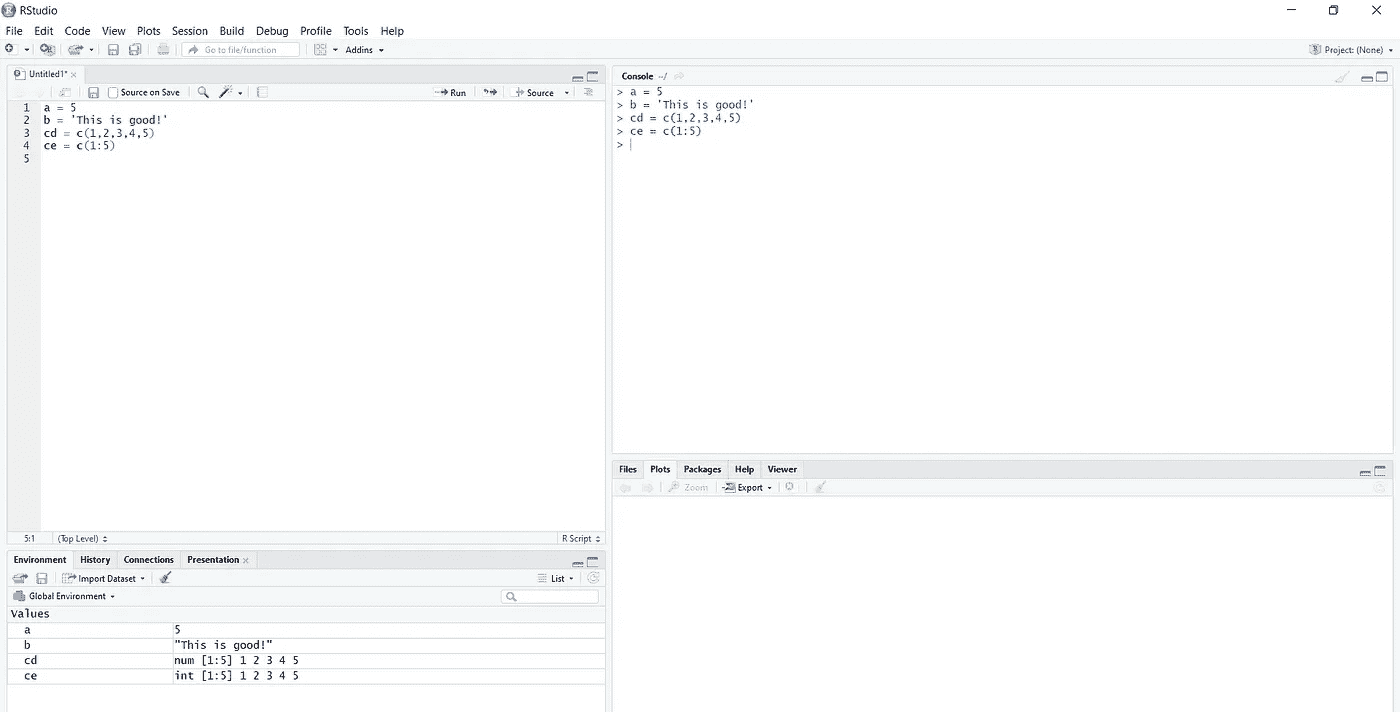 RStudio
File Edit Code View Plots Session Build Debug Profile Tools Help
Go to file/function Addins Project: (None)
Untitled1*
Source on Save Run Source
1 a = 5
2 b = 'This is good!'
3 cd = c(1,2,3,4,5)
4 ce = c(1:5)
5
5:1 (Top Level) R Script
Environment History Connections Presentation
Import Dataset List
Global Environment
Values
a 5
b "This is good!"
cd num [1:5] 1 2 3 4 5
ce int [1:5] 1 2 3 4 5
Console ~/
> a = 5
> b = 'This is good!'
> cd = c(1,2,3,4,5)
> ce = c(1:5)
>
Files Plots Packages Help Viewer
Zoom Export